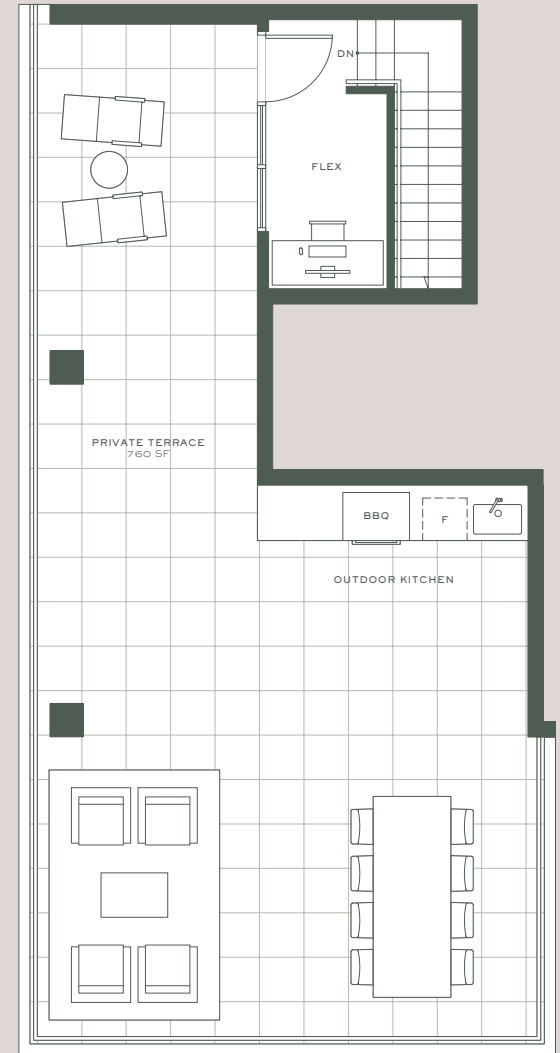 DN
FLEX
PRIVATE TERRACE
760 SF
BBQ
F
OUTDOOR KITCHEN